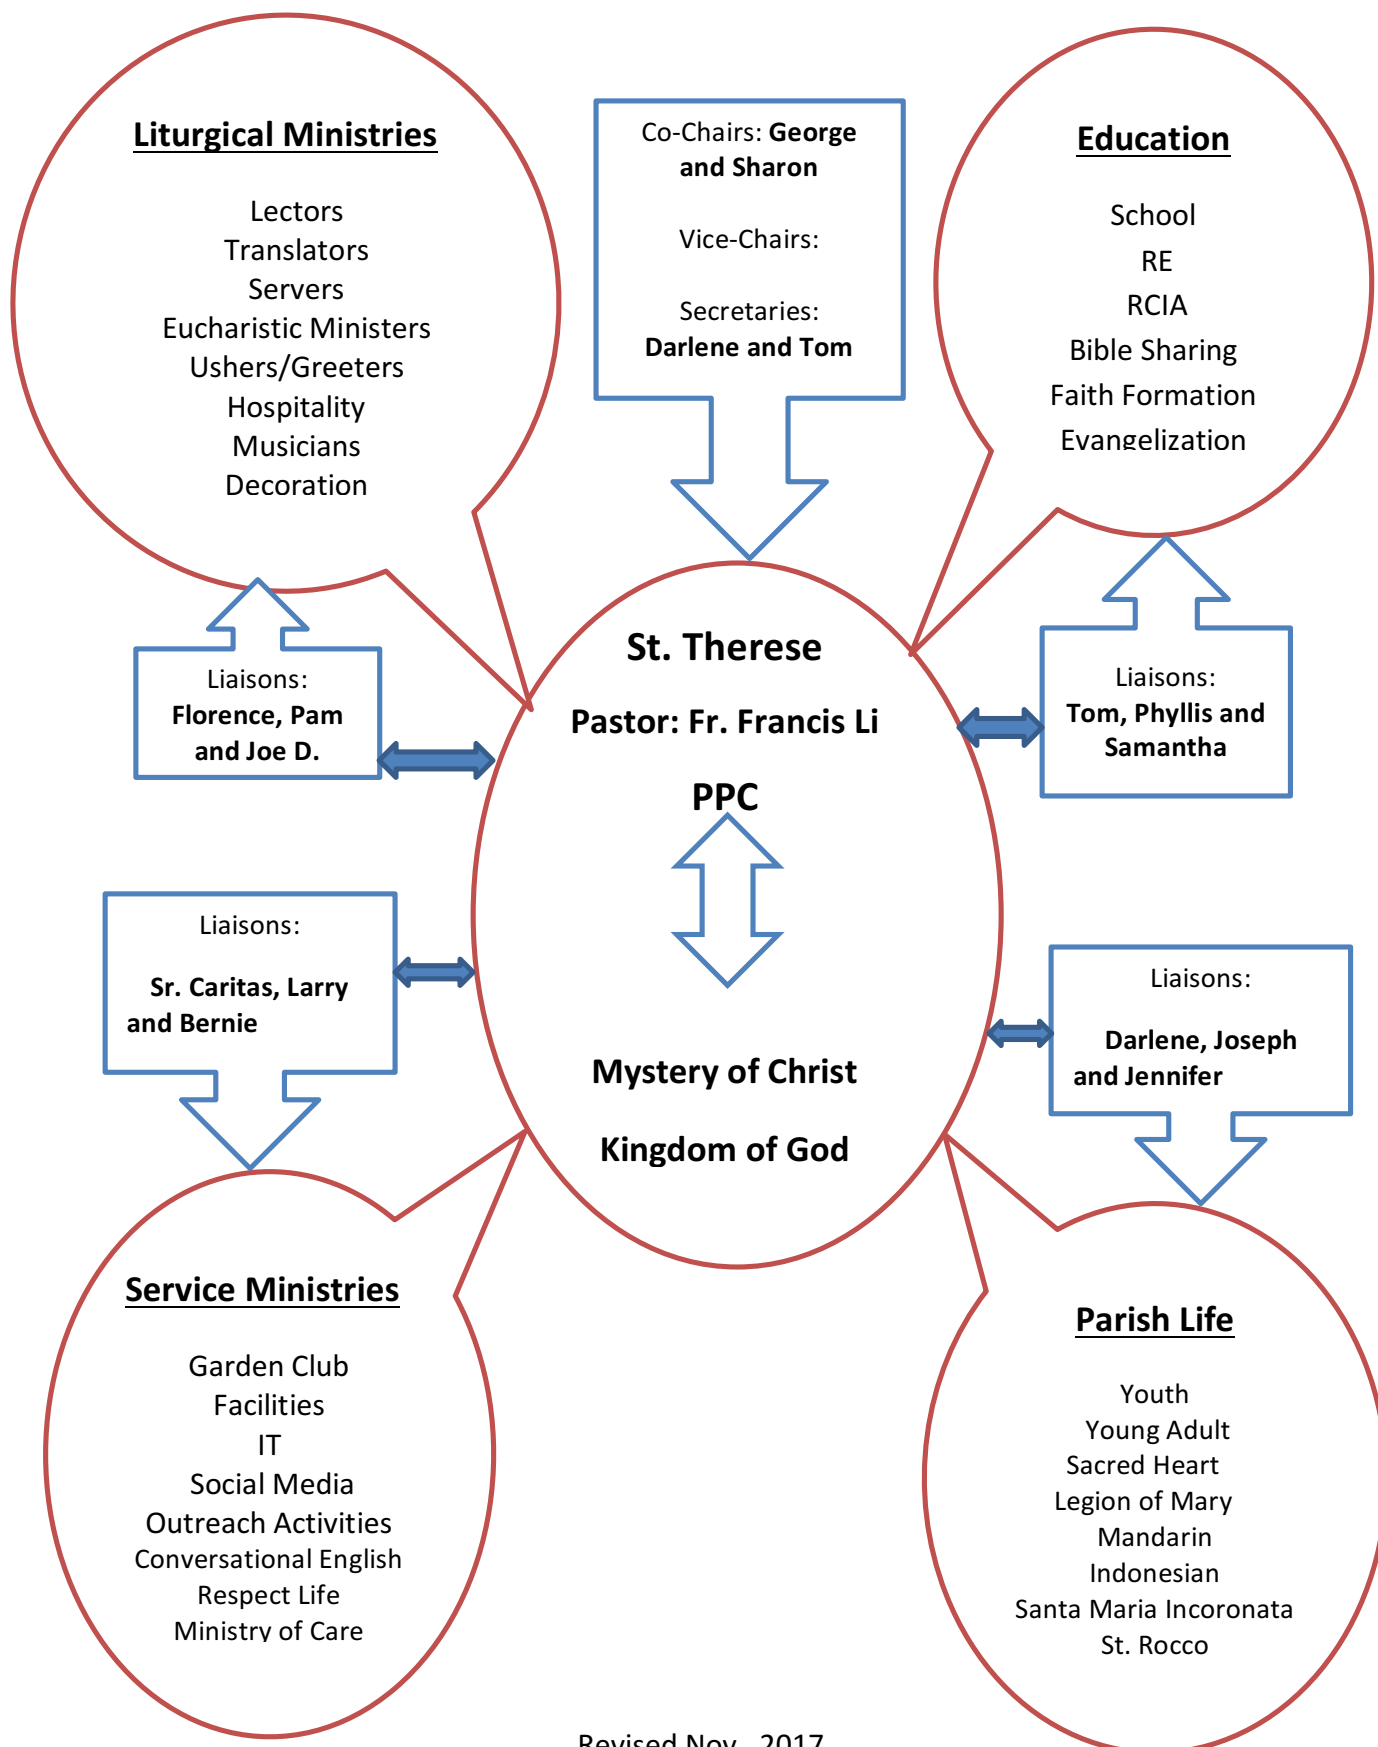 Liturgical Ministries
Lectors
Translators
Servers
Eucharistic Ministers
Ushers/Greeters
Hospitality
Musicians
Decoration
Co-Chairs: George
and Sharon
Vice-Chairs:
Secretaries:
Darlene and Tom
Education
School
RE
RCIA
Bible Sharing
Faith Formation
Evangelization
Liaisons:
Florence, Pam
and Joe D.
St. Therese
Pastor: Fr. Francis Li
PPC
Mystery of Christ
Kingdom of God
Liaisons:
Tom, Phyllis and
Samantha
Liaisons:
Sr. Caritas, Larry
and Bernie
Liaisons:
Darlene, Joseph
and Jennifer
Service Ministries
Garden Club
Facilities
IT
Social Media
Outreach Activities
Conversational English
Respect Life
Ministry of Care
Parish Life
Youth
Young Adult
Sacred Heart
Legion of Mary
Mandarin
Indonesian
Santa Maria Incoronata
St. Rocco
Revised Nov., 2017